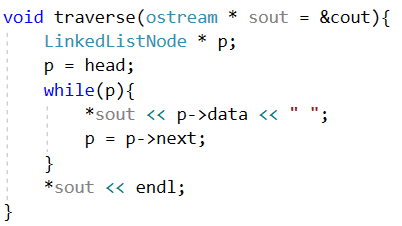 void traverse(ostream * sout = &cout){
    LinkedListNode * p;
    p = head;
    while(p){
        *sout << p->data << " ";
        p = p->next;
    }
    *sout << endl;
}